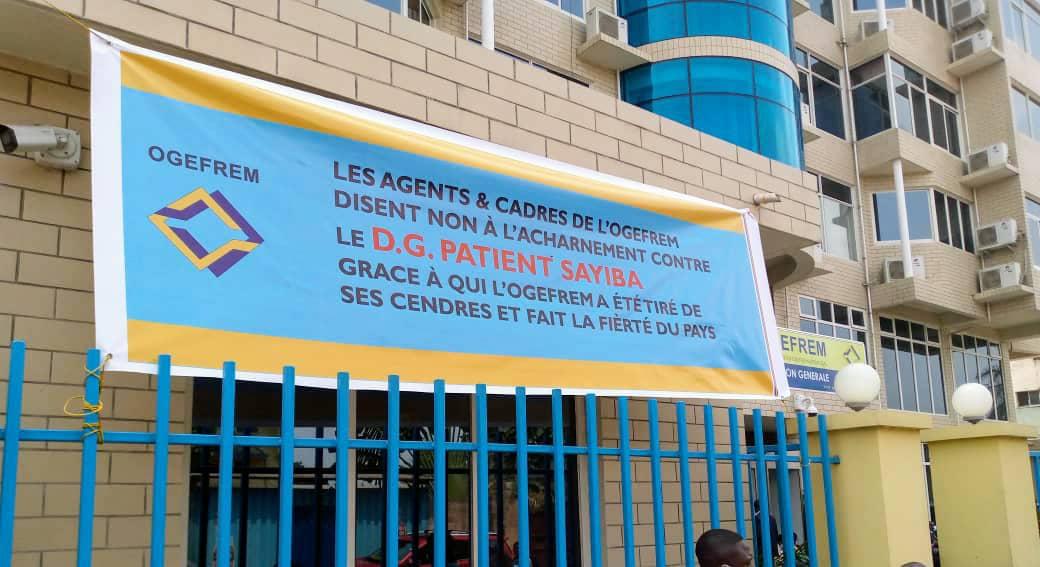 OGEFREM
LES AGENTS & CADRES DE L'OGEFREM
DISENT NON À L'ACHARNEMENT CONTRE
LE D.G. PATIENT SAYIBA
GRACE À QUI L'OGEFREM A ÉTÉ TIRÉ DE
SES CENDRES ET FAIT LA FIÈRTÉ DU PAYS
GEFREM
ON GENERALE